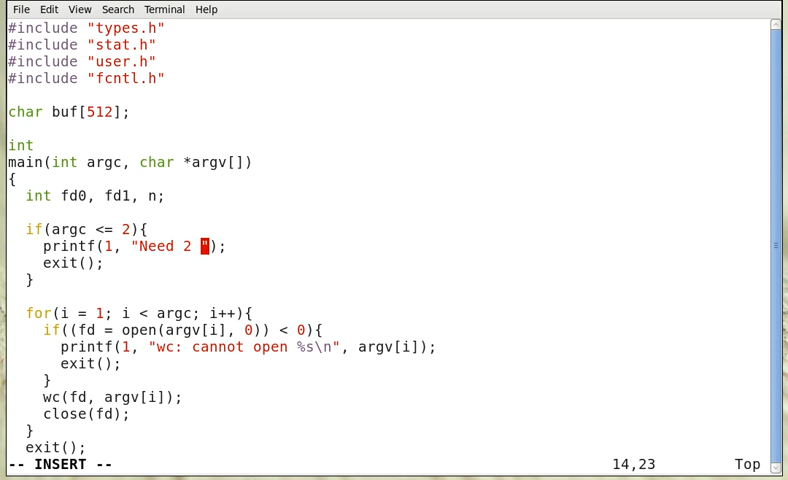 File Edit View Search Terminal Help
#include "types.h"
#include "stat.h"
#include "user.h"
#include "fcntl.h"

char buf[512];

int
main(int argc, char *argv[])
{
  int fd0, fd1, n;

  if(argc <= 2){
    printf(1, "Need 2 ");
    exit();
  }

  for(i = 1; i < argc; i++){
    if((fd = open(argv[i], 0)) < 0){
      printf(1, "wc: cannot open %s\n", argv[i]);
      exit();
    }
    wc(fd, argv[i]);
    close(fd);
  }
  exit();
-- INSERT -- 14,23 Top